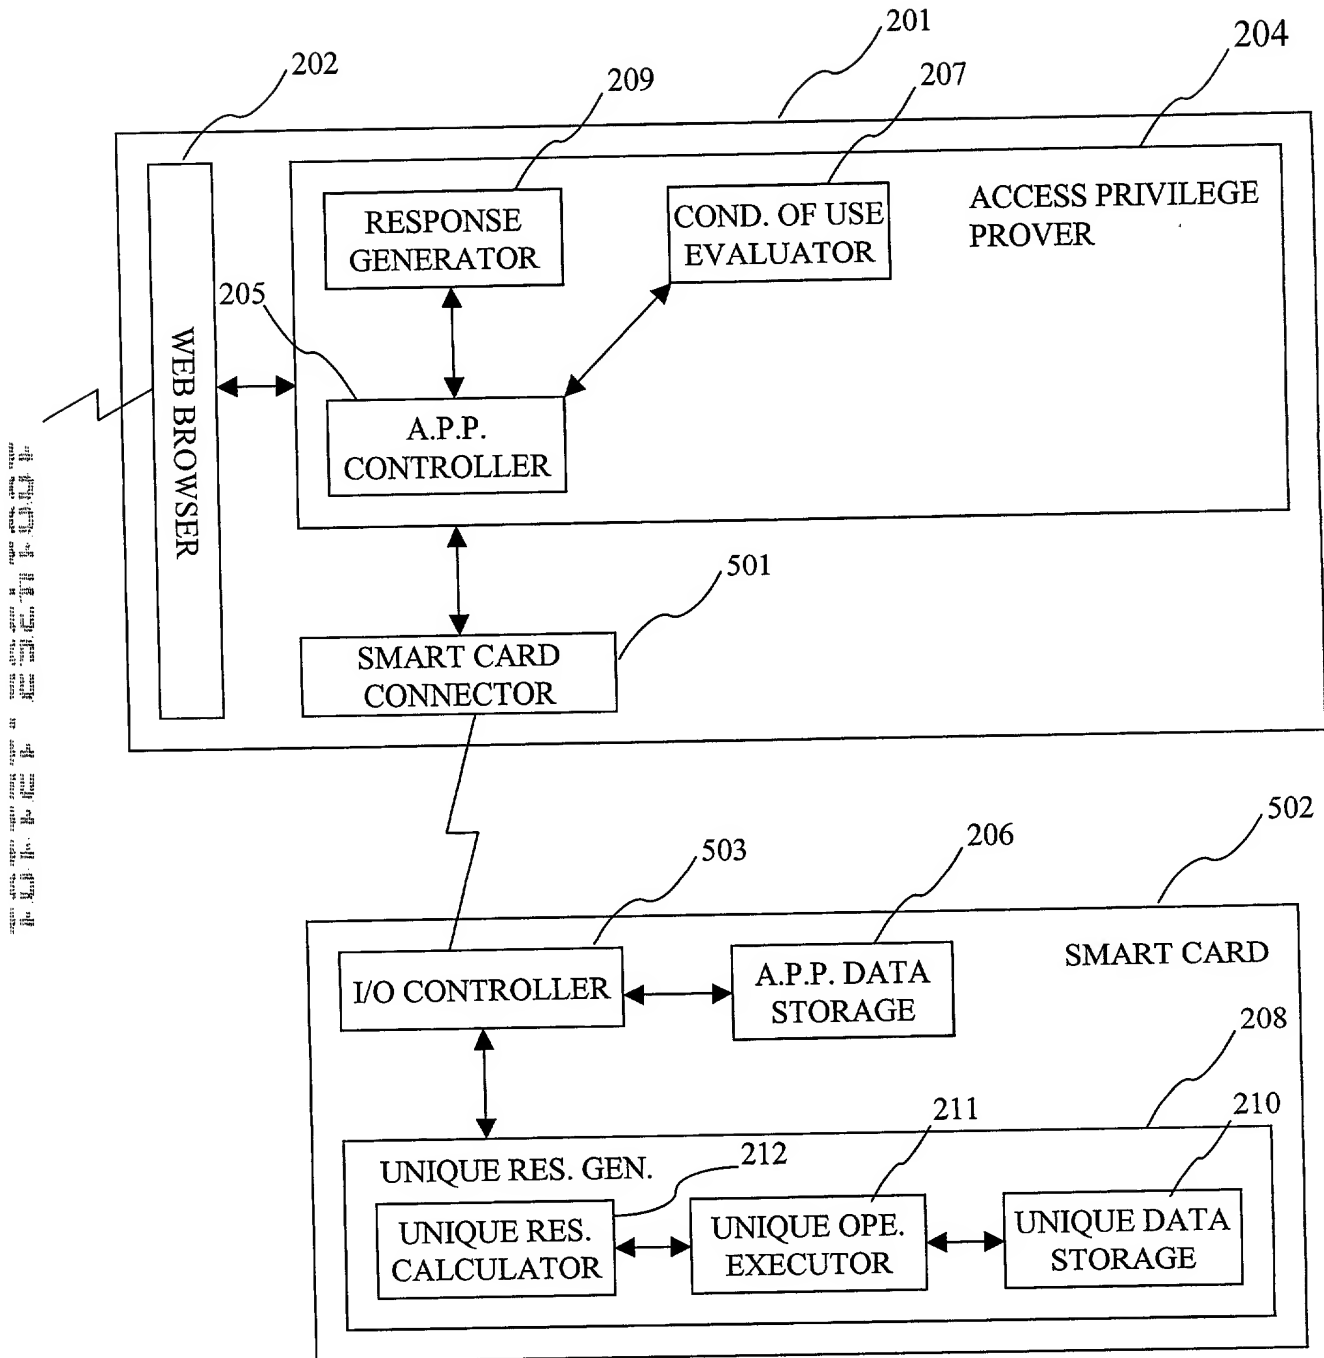 201
202
204
209
207
RESPONSE
GENERATOR
COND. OF USE
EVALUATOR
ACCESS PRIVILEGE
PROVER
205
WEB BROWSER
A.P.P.
CONTROLLER
501
SMART CARD
CONNECTOR
502
503
206
I/O CONTROLLER
A.P.P. DATA
STORAGE
SMART CARD
208
211
210
212
UNIQUE RES. GEN.
UNIQUE RES.
CALCULATOR
UNIQUE OPE.
EXECUTOR
UNIQUE DATA
STORAGE